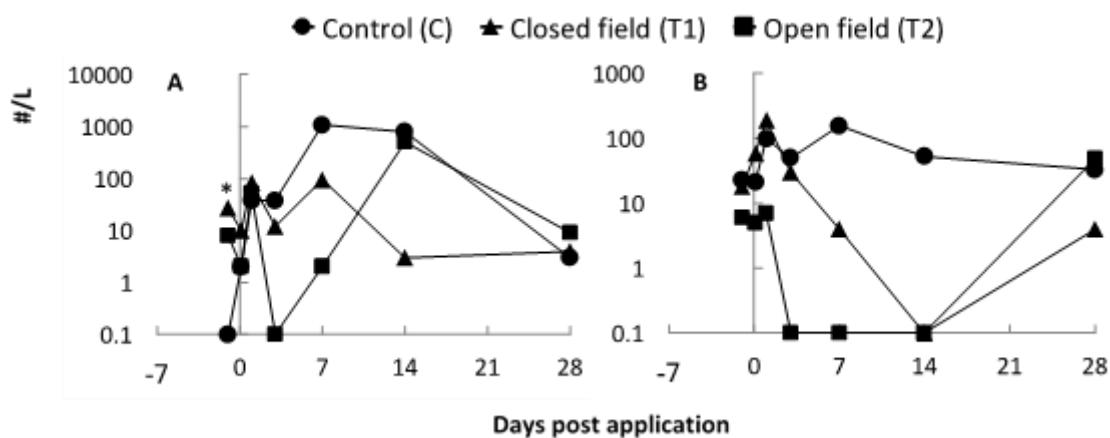 Control (C) Closed field (T1) Open field (T2)
#/L
A
10000
1000
100
10
1
0.1
*
-7 0 7 14 21 28
B
1000
100
10
1
0.1
-7 0 7 14 21 28
Days post application